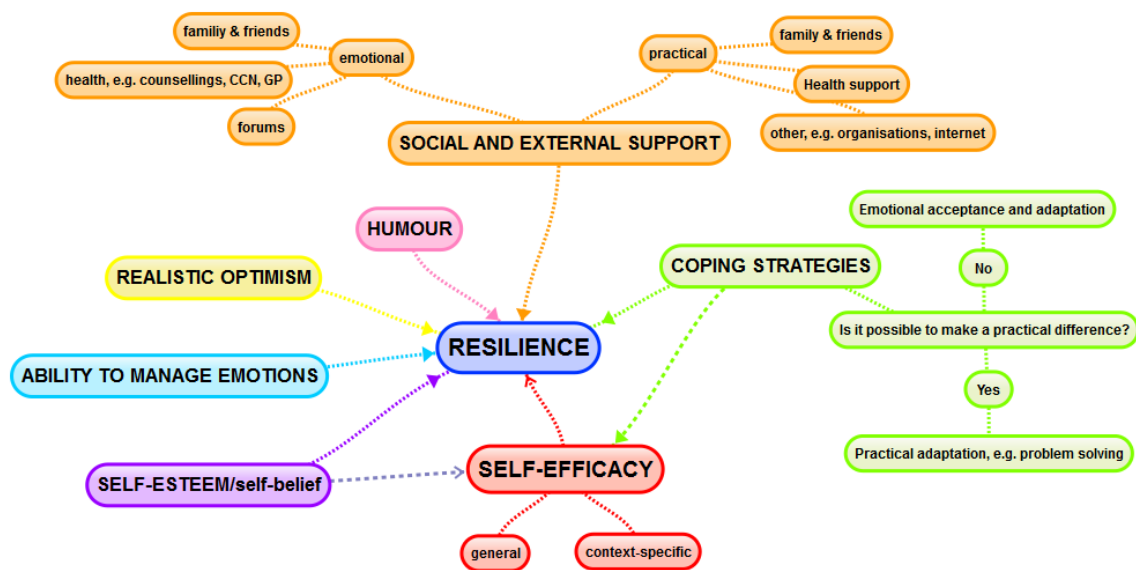 familiy & friends
family & friends
emotional
practical
health, e.g. counsellings, CCN, GP
Health support
forums
other, e.g. organisations, internet
SOCIAL AND EXTERNAL SUPPORT
Emotional acceptance and adaptation
HUMOUR
COPING STRATEGIES
No
REALISTIC OPTIMISM
Is it possible to make a practical difference?
RESILIENCE
ABILITY TO MANAGE EMOTIONS
Yes
Practical adaptation, e.g. problem solving
SELF-EFFICACY
SELF-ESTEEM/self-belief
general
context-specific